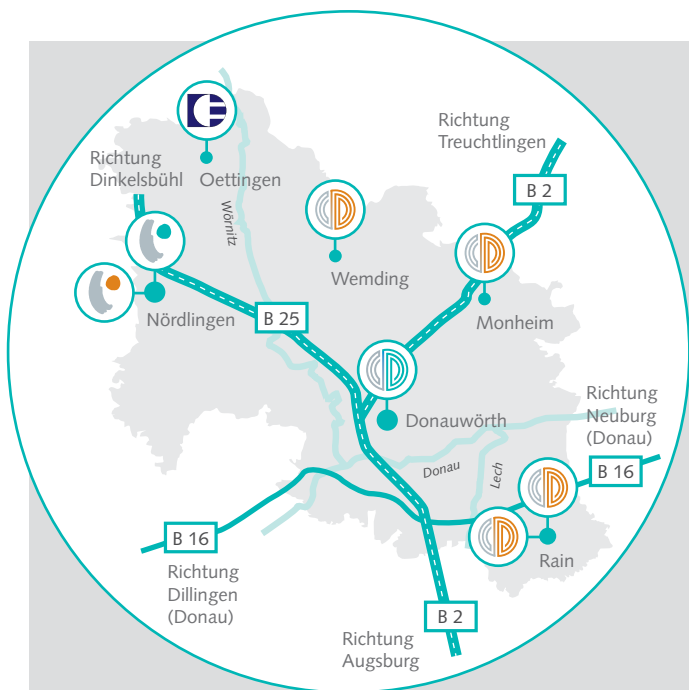 Richtung
Treuchtlingen
Richtung
Dinkelsbühl
Oettingen
B 2
Wörnitz
Wemding
Monheim
Nördlingen
B 25
Richtung
Neuburg
(Donau)
Donauwörth
Donau
Lech
B 16
B 16
Rain
Richtung
Dillingen
(Donau)
B 2
Richtung
Augsburg